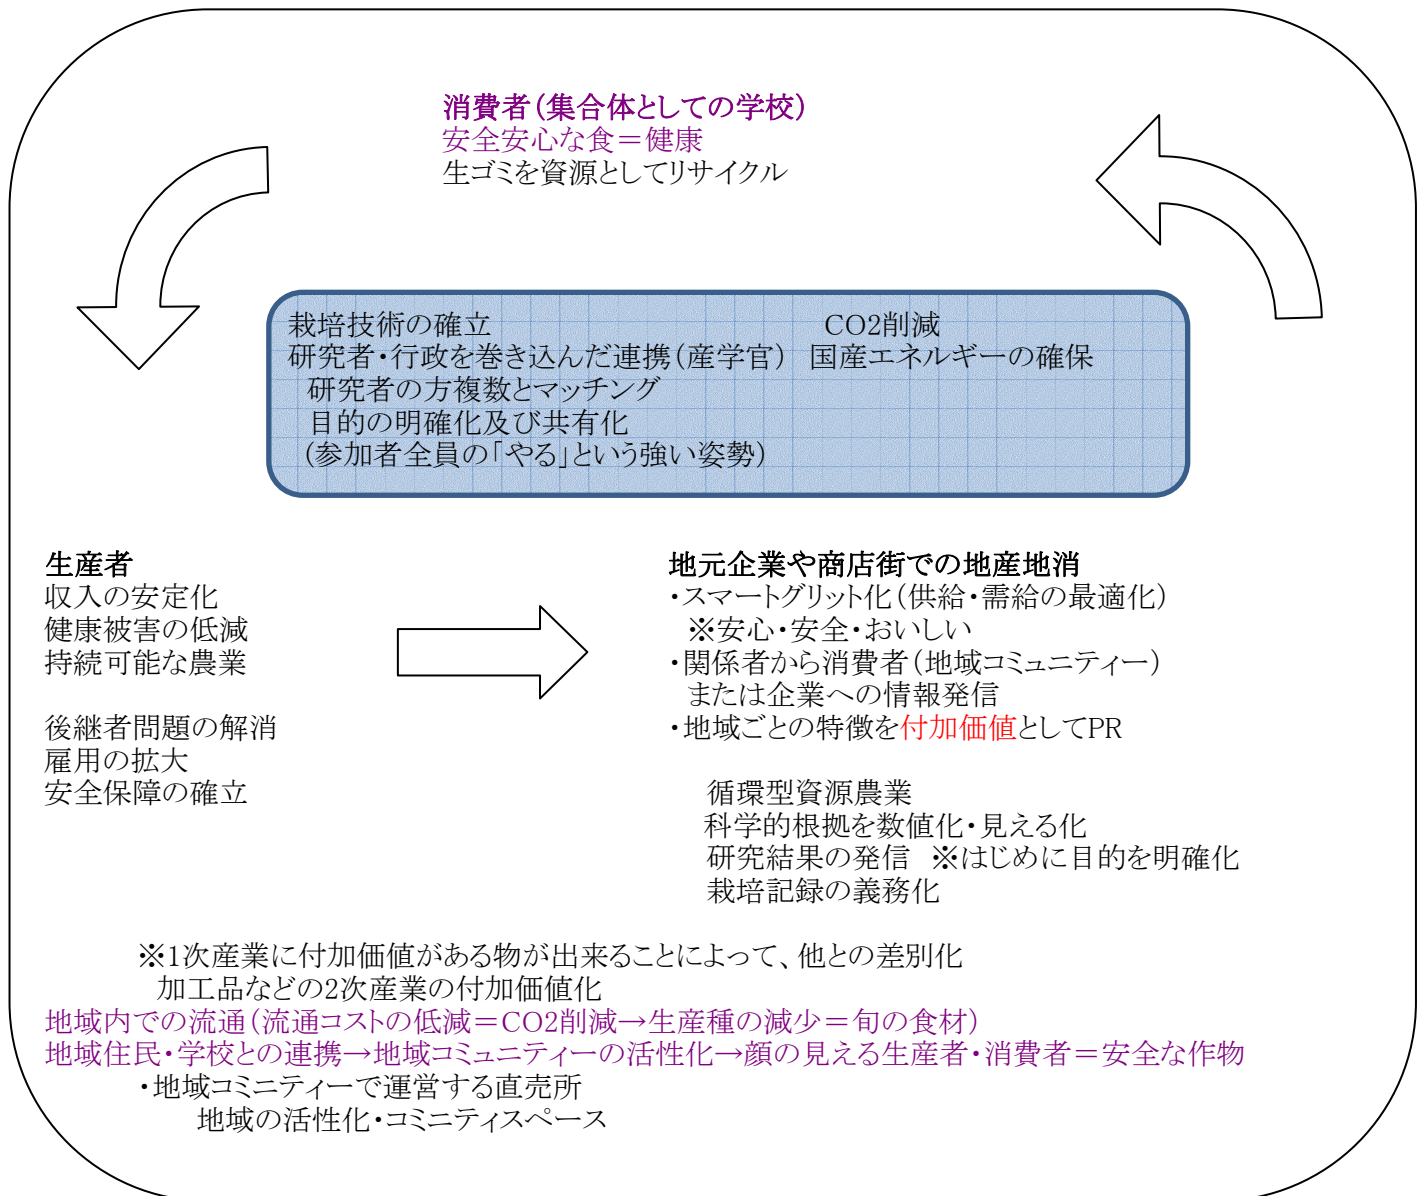 消費者（集合体としての学校）
安全安心な食＝健康
生ゴミを資源としてリサイクル
栽培技術の確立　CO2削減
研究者・行政を巻き込んだ連携（産学官）　国産エネルギーの確保
研究者の方複数とマッチング
目的の明確化及び共有化
（参加者全員の「やる」という強い姿勢）
生産者
収入の安定化
健康被害の低減
持続可能な農業
後継者問題の解消
雇用の拡大
安全保障の確立
地元企業や商店街での地産地消
・スマートグリット化（供給・需給の最適化）
※安心・安全・おいしい
・関係者から消費者（地域コミュニティー）
または企業への情報発信
・地域ごとの特徴を付加価値としてPR
循環型資源農業
科学的根拠を数値化・見える化
研究結果の発信　※はじめに目的を明確化
栽培記録の義務化
※1次産業に付加価値がある物が出来ることによって、他との差別化
加工品などの2次産業の付加価値化
地域内での流通（流通コストの低減＝CO2削減→生産種の減少＝旬の食材）
地域住民・学校との連携→地域コミュニティーの活性化→顔の見える生産者・消費者＝安全な作物
・地域コミニティーで運営する直売所
地域の活性化・コミニティスペース